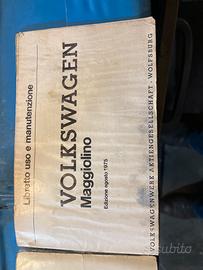 Libretto uso e manutenzione
VOLKSWAGEN
Maggiolino
Edizione agosto 1975
VOLKSWAGENWERK AKTIENGESELLSCHAFT · WOLFSBURG
subito